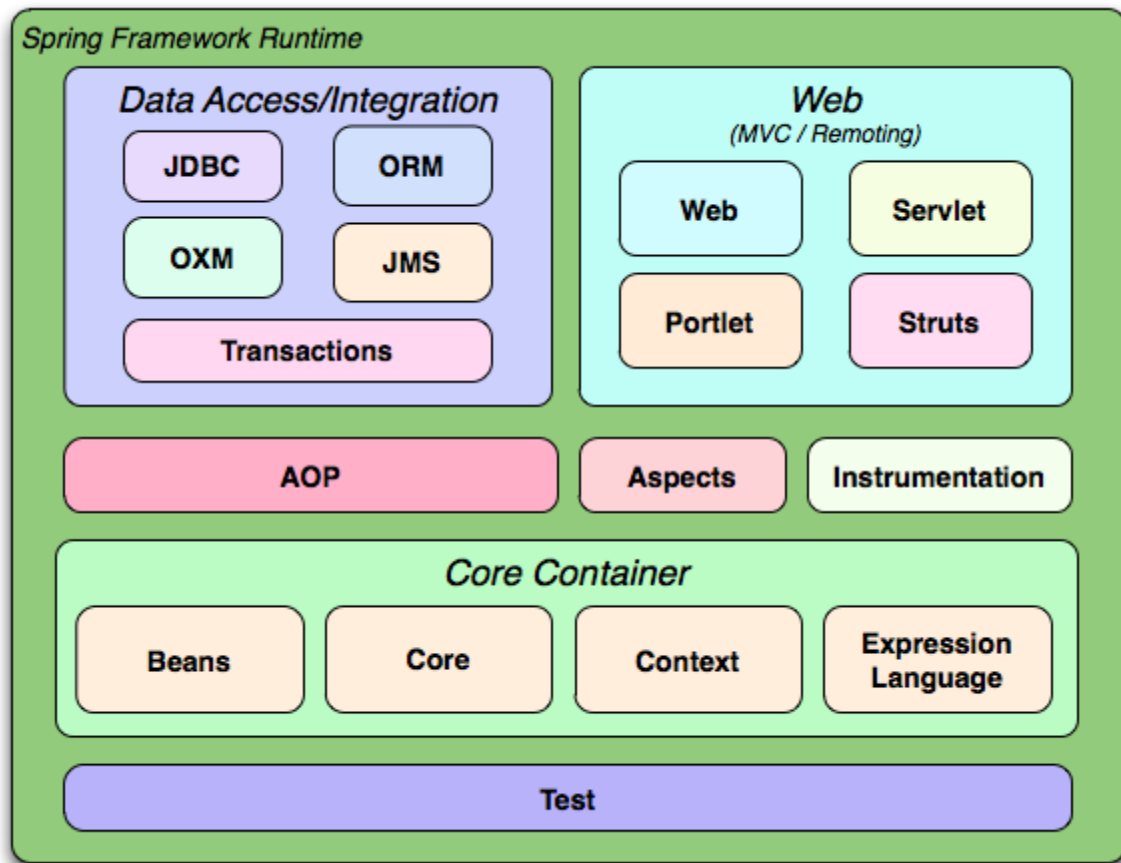 Spring Framework Runtime
Data Access/Integration
JDBC
ORM
OXM
JMS
Transactions
Web
(MVC / Remoting)
Web
Servlet
Portlet
Struts
AOP
Aspects
Instrumentation
Core Container
Beans
Core
Context
Expression
Language
Test